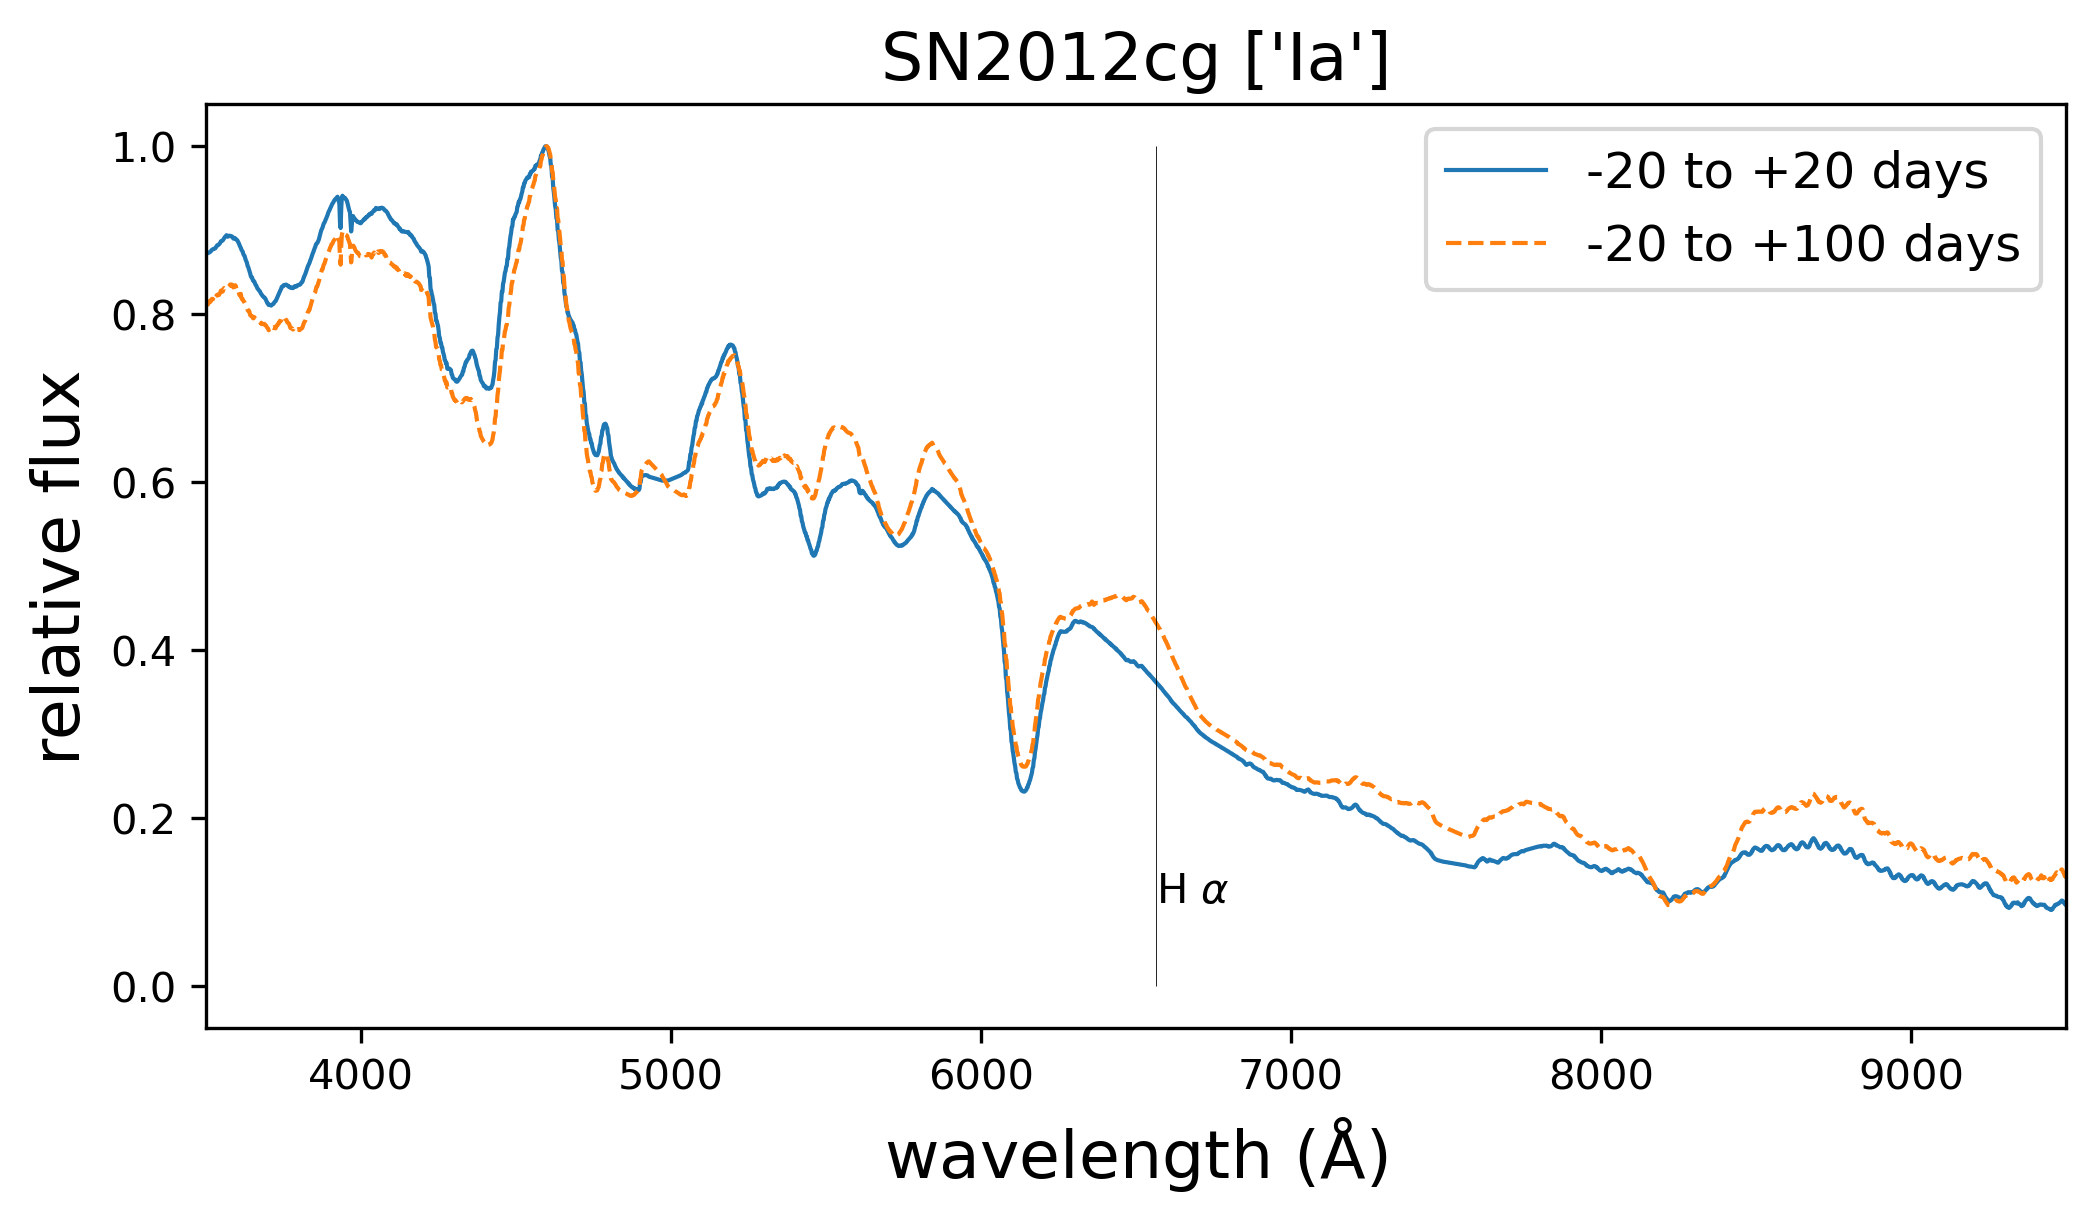 SN2012cg ['Ia']
-20 to +20 days
-20 to +100 days
relative flux
1.0
0.8
0.6
0.4
0.2
0.0
H α
4000 5000 6000 7000 8000 9000
wavelength (Å)